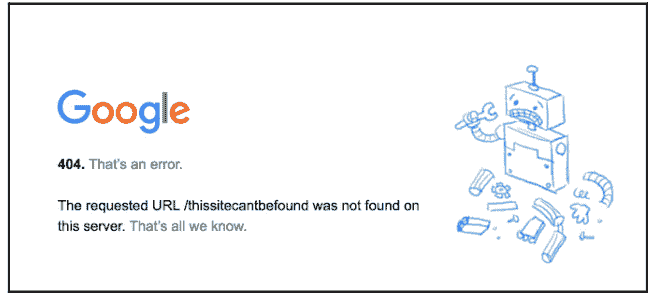 Google
404. That's an error.
The requested URL /thissitecantbefound was not found on
this server. That's all we know.